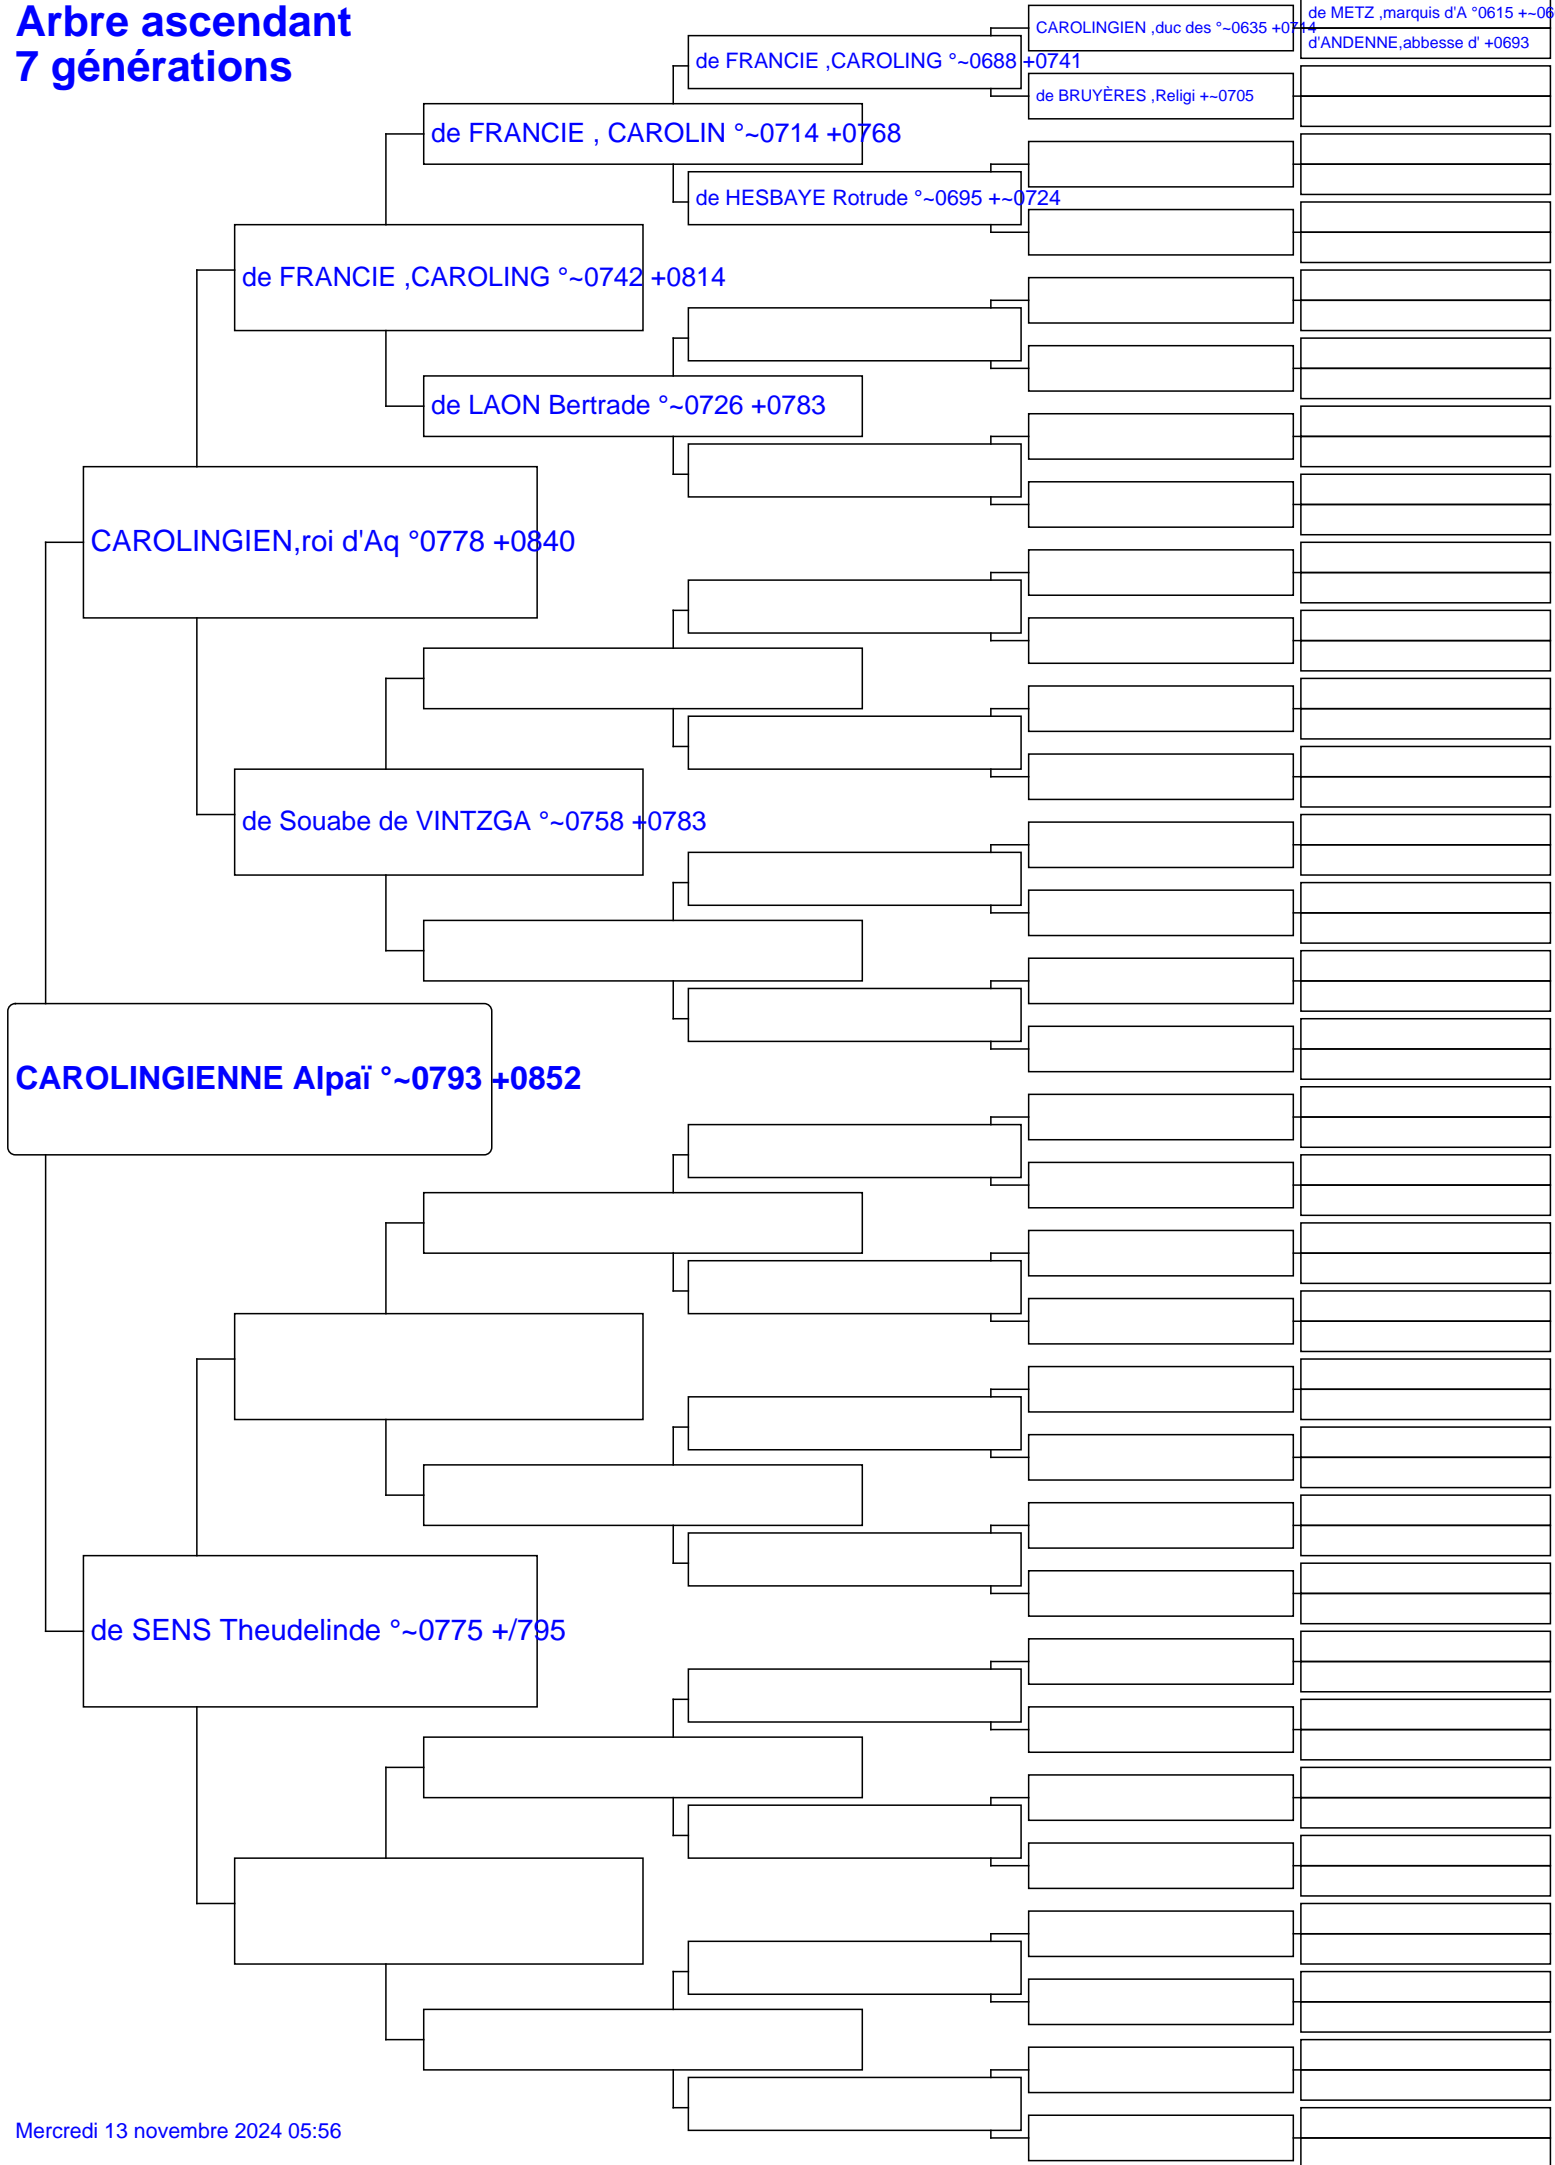 Arbre ascendant
7 générations
de METZ ,marquis d'A °0615 +~06
CAROLINGIEN ,duc des °~0635 +0714
d'ANDENNE,abbesse d' +0693
de FRANCIE ,CAROLING °~0688 +0741
de BRUYÈRES ,Religi +~0705
de FRANCIE , CAROLIN °~0714 +0768
de HESBAYE Rotrude °~0695 +~0724
de FRANCIE ,CAROLING °~0742 +0814
de LAON Bertrade °~0726 +0783
CAROLINGIEN,roi d'Aq °0778 +0840
de Souabe de VINTZGA °~0758 +0783
CAROLINGIENNE Alpaï °~0793 +0852
de SENS Theudelinde °~0775 +/795
Mercredi 13 novembre 2024 05:56